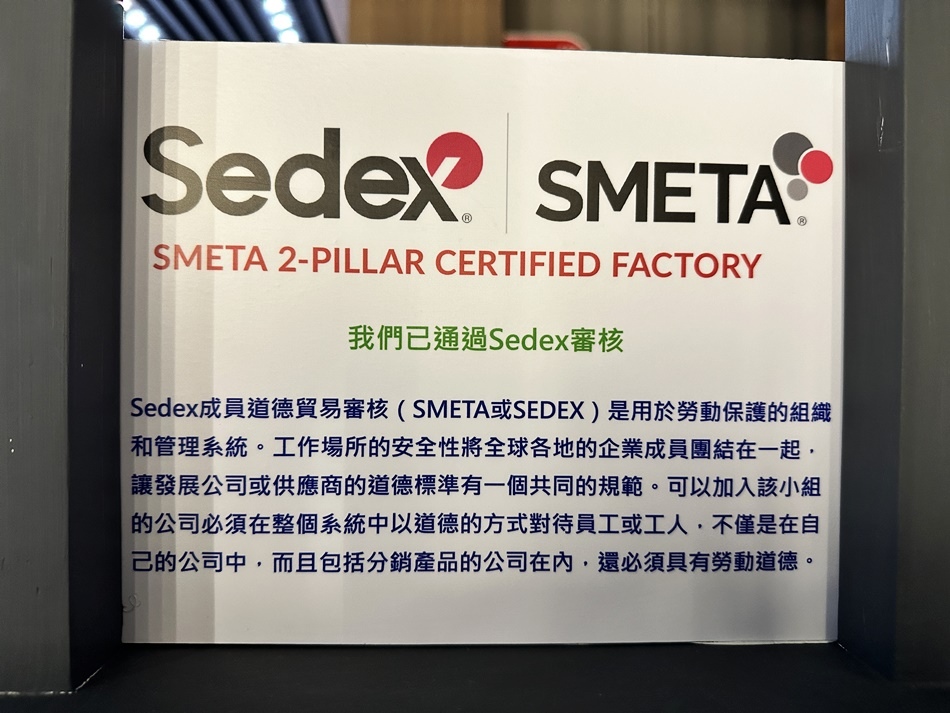 Sedex®
SMETA®
SMETA 2-PILLAR CERTIFIED FACTORY
我們已通過Sedex審核
Sedex成員道德貿易審核（SMETA或SEDEX）是用於勞動保護的組織
和管理系統。工作場所的安全性將全球各地的企業成員團結在一起，
讓發展公司或供應商的道德標準有一個共同的規範。可以加入該小組
的公司必須在整個系統中以道德的方式對待員工或工人，不僅是在自
己的公司中，而且包括分銷產品的公司在內，還必須具有勞動道德。